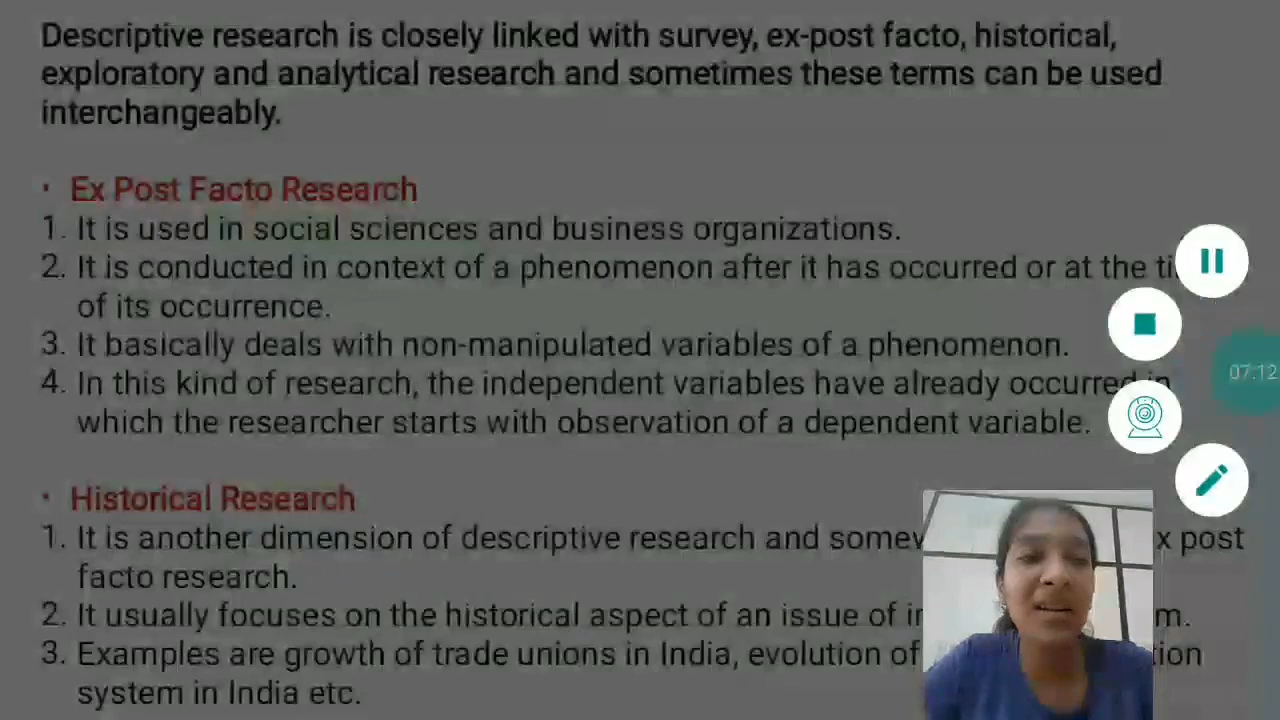 Descriptive research is closely linked with survey, ex-post facto, historical,
exploratory and analytical research and sometimes these terms can be used
interchangeably.
• Ex Post Facto Research
1. It is used in social sciences and business organizations.
2. It is conducted in context of a phenomenon after it has occurred or at the
of its occurrence.
3. It basically deals with non-manipulated variables of a phenomenon.
4. In this kind of research, the independent variables have already occurred in
which the researcher starts with observation of a dependent variable.
07:12
• Historical Research
1. It is another dimension of descriptive research and post
facto research.
2. It usually focuses on the historical aspect of an issue of
3. Examples are growth of trade unions in India, evolution of
system in India etc.